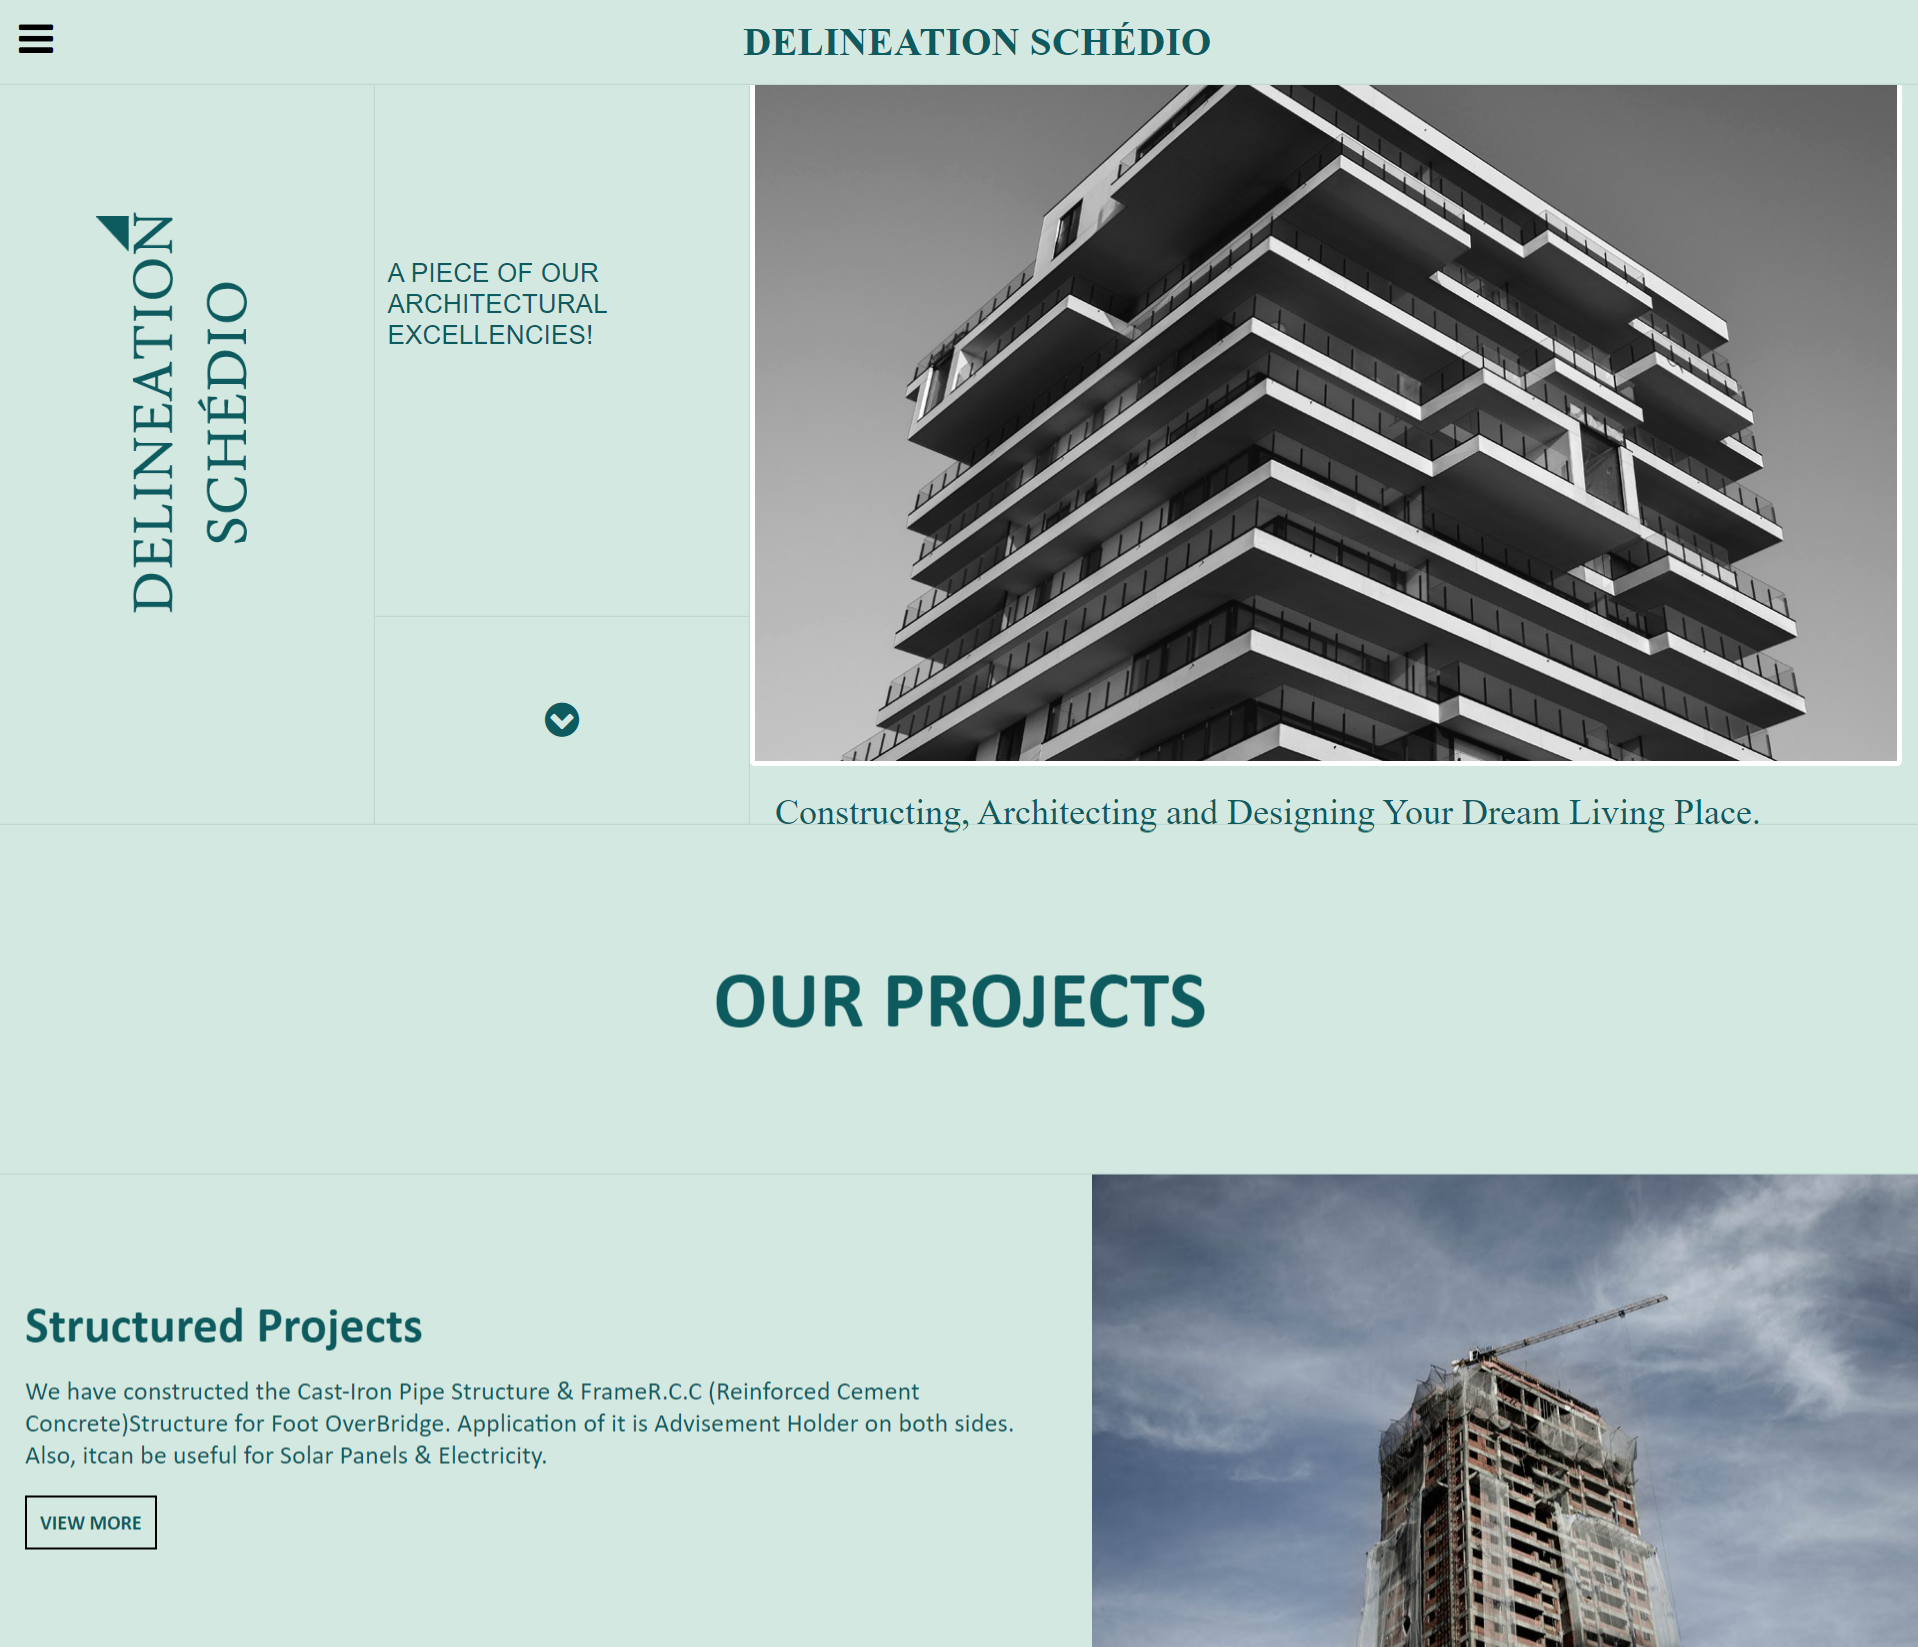 DELINEATION SCHÉDIO
DELINEATION
SCHÉDIO
A PIECE OF OUR
ARCHITECTURAL
EXCELLENCIES!
Constructing, Architecting and Designing Your Dream Living Place.
OUR PROJECTS
Structured Projects
We have constructed the Cast-Iron Pipe Structure & FrameR.C.C (Reinforced Cement
Concrete)Structure for Foot OverBridge. Application of it is Advisement Holder on both sides.
Also, itcan be useful for Solar Panels & Electricity.
VIEW MORE